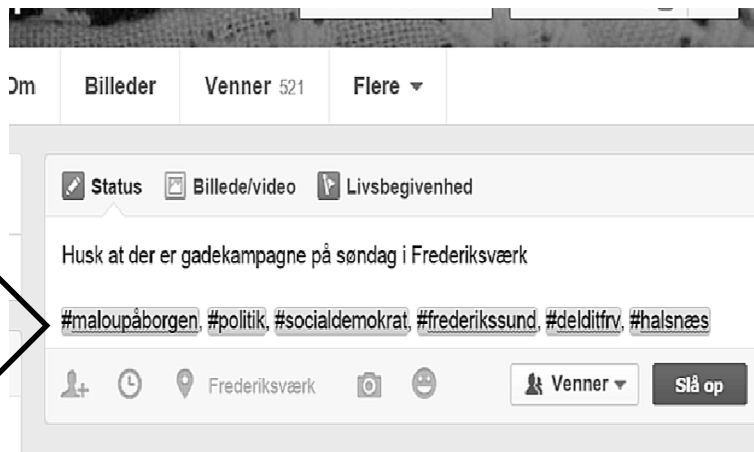 Om Billeder Venner 521 Flere
Status Billede/video Livsbegivenhed
Husk at der er gadekampagne på søndag i Frederiksværk
#maloupåborgen, #politik, #socialdemokrat, #frederikssund, #delditfrv, #halsnæs
Frederiksværk Venner Slå op